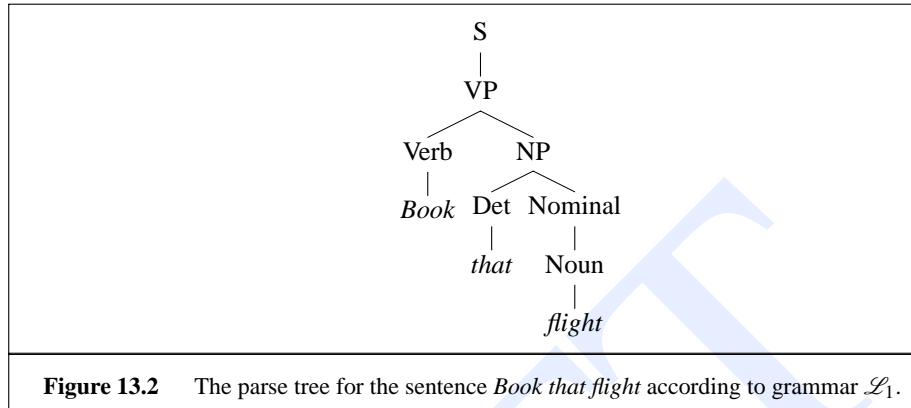 S
VP
Verb NP
Book Det Nominal
that Noun
flight
Figure 13.2 The parse tree for the sentence Book that flight according to grammar ℒ1.